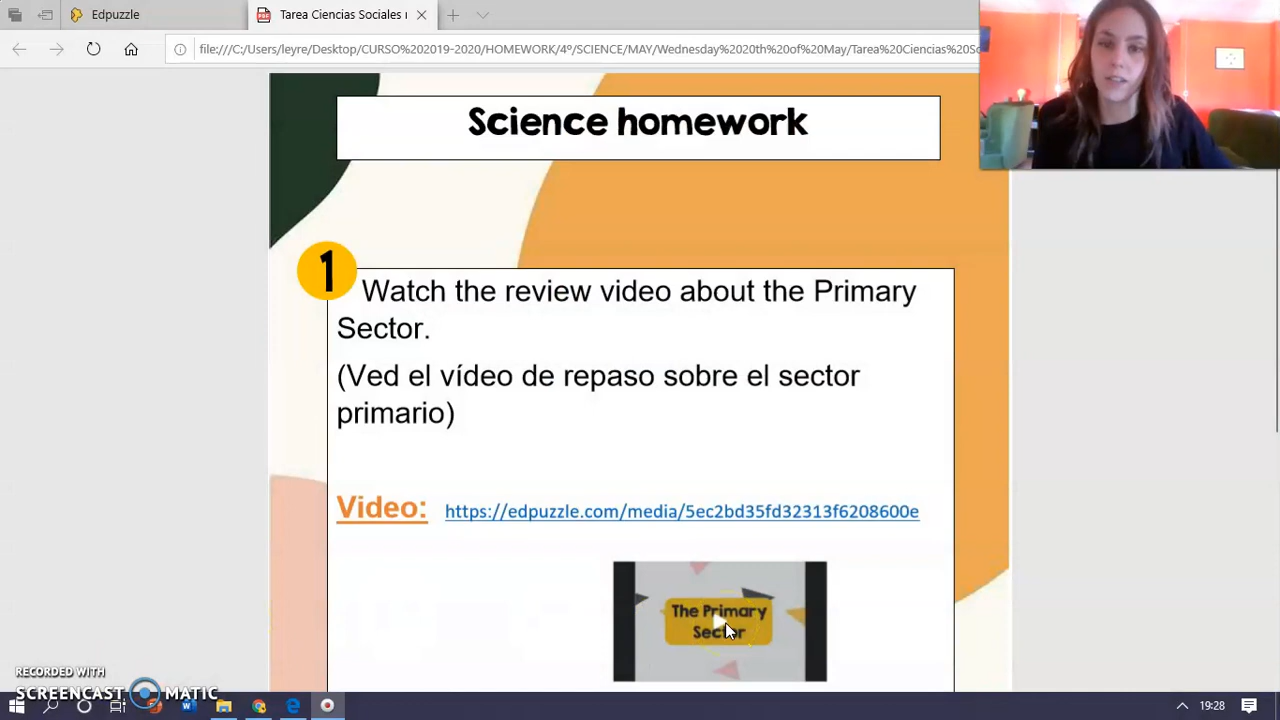 Edpuzzle
Tarea Ciencias Sociales
file:///C:/Users/leyre/Desktop/CURSO%202019-2020/HOMEWORK/4º/SCIENCE/MAY/Wednesday%2020th%20of%20May/Tarea%20Ciencias%20So
Science homework
1
Watch the review video about the Primary
Sector.
(Ved el vídeo de repaso sobre el sector
primario)
Video: https://edpuzzle.com/media/5ec2bd35fd32313f6208600e
The Primary
Sector
RECORDED WITH
SCREENCAST MATIC
19:28